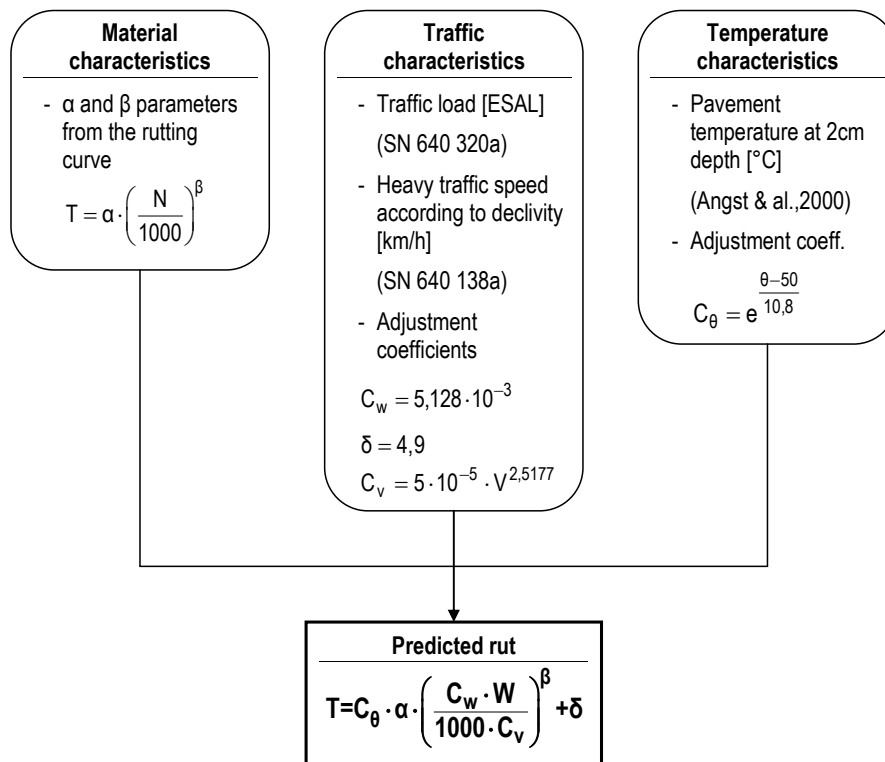 Material
characteristics
- α and β parameters
from the rutting
curve
T = α · (N / 1000)^β
Traffic
characteristics
- Traffic load [ESAL]
(SN 640 320a)
- Heavy traffic speed
according to declivity
[km/h]
(SN 640 138a)
- Adjustment
coefficients
C_w = 5,128 · 10^−3
δ = 4,9
C_v = 5 · 10^−5 · V^2,5177
Temperature
characteristics
- Pavement
temperature at 2cm
depth [°C]
(Angst & al.,2000)
- Adjustment coeff.
C_θ = e^((θ−50) / 10,8)
Predicted rut
T=C_θ · α · (C_w · W / 1000 · C_v)^β +δ